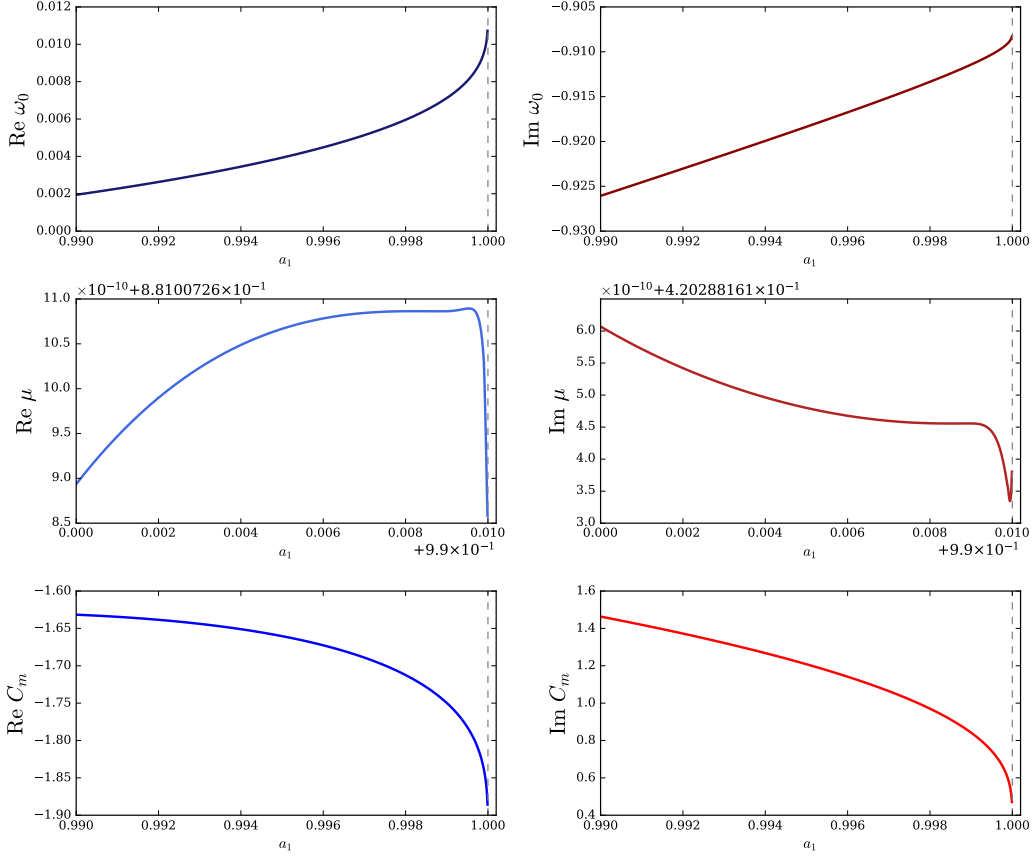 0.012
0.010
0.008
0.006
0.004
0.002
0.000
Re ω₀
0.990 0.992 0.994 0.996 0.998 1.000
a₁
−0.905
−0.910
−0.915
−0.920
−0.925
−0.930
Im ω₀
0.990 0.992 0.994 0.996 0.998 1.000
a₁
×10⁻¹⁰+8.8100726×10⁻¹
11.0
10.5
10.0
9.5
9.0
8.5
Re μ
0.000 0.002 0.004 0.006 0.008 0.010
a₁
+9.9×10⁻¹
×10⁻¹⁰+4.20288161×10⁻¹
6.0
5.5
5.0
4.5
4.0
3.5
3.0
Im μ
0.000 0.002 0.004 0.006 0.008 0.010
a₁
+9.9×10⁻¹
−1.60
−1.65
−1.70
−1.75
−1.80
−1.85
−1.90
Re Cₘ
0.990 0.992 0.994 0.996 0.998 1.000
a₁
1.6
1.4
1.2
1.0
0.8
0.6
0.4
Im Cₘ
0.990 0.992 0.994 0.996 0.998 1.000
a₁